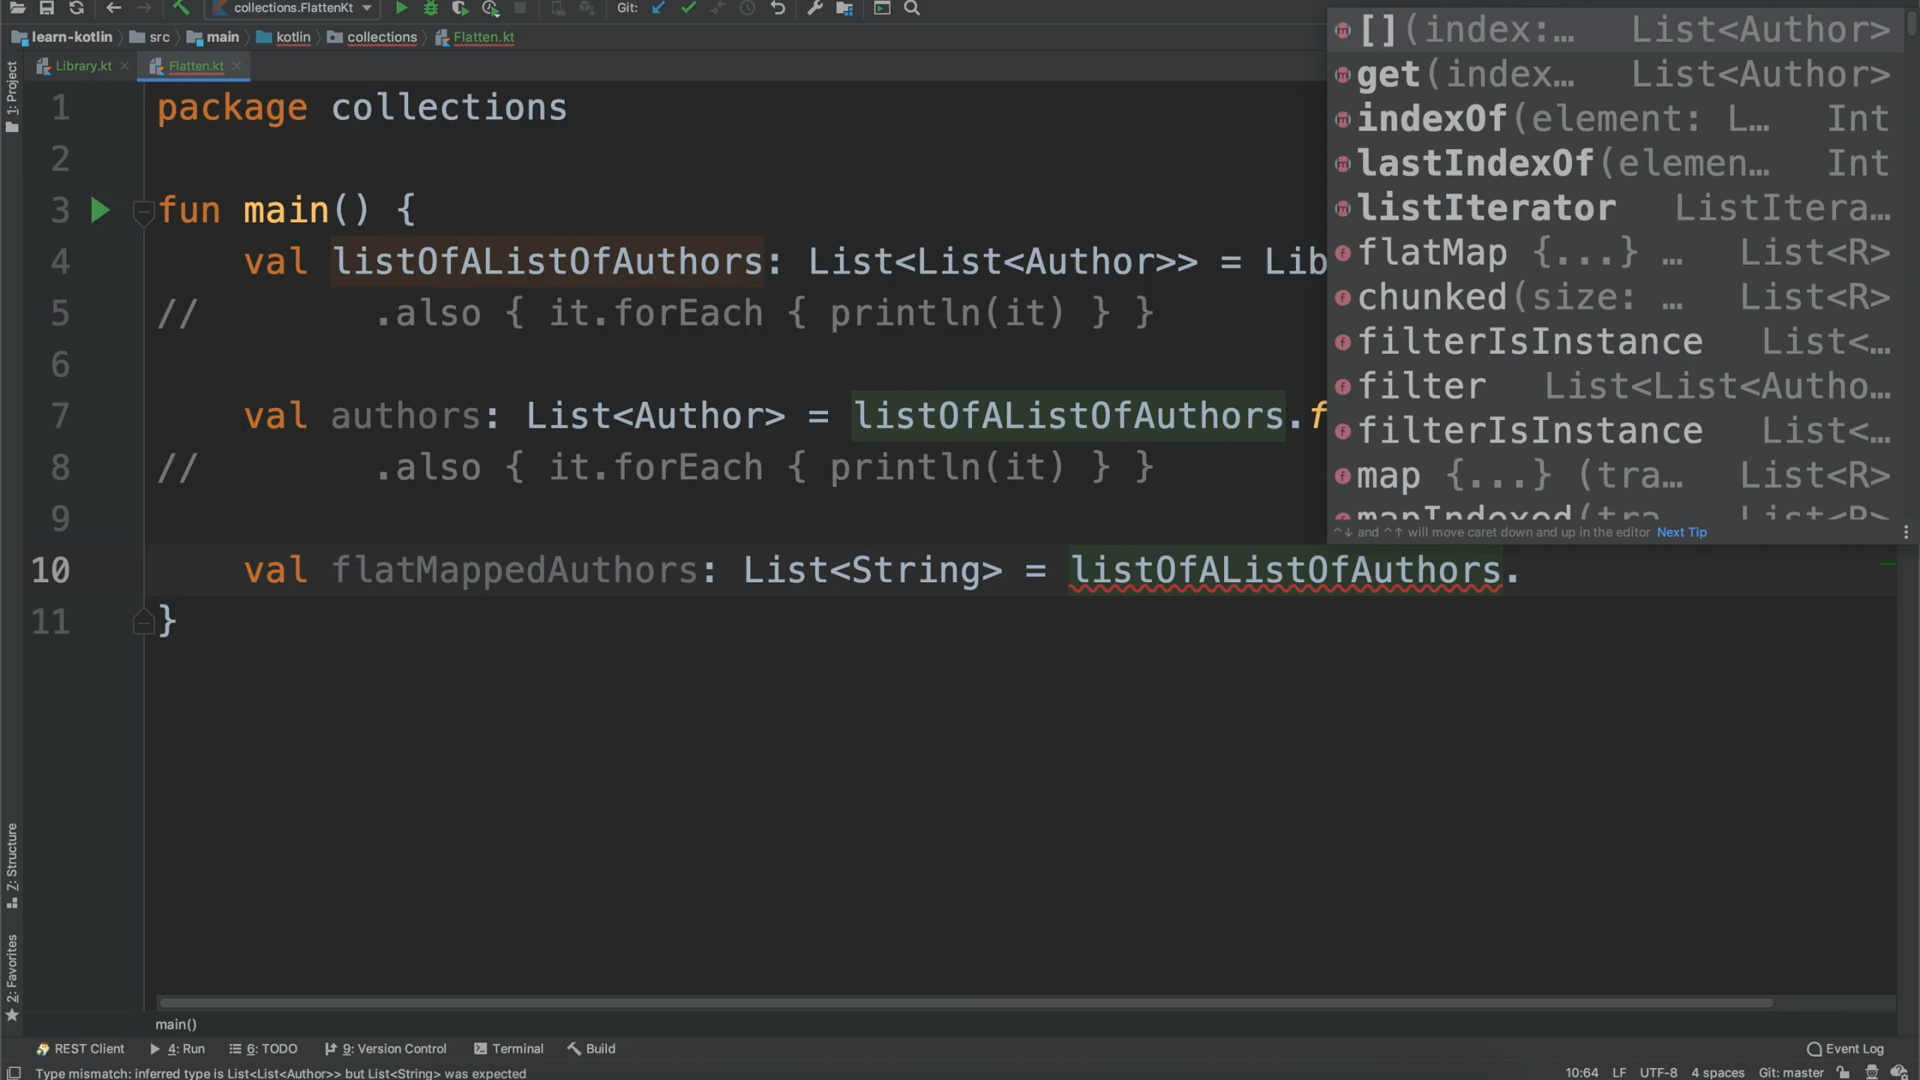 collections.FlattenKt
Git:
learn-kotlin
src
main
kotlin
collections
Flatten.kt
Library.kt
Flatten.kt
1: Project
1 package collections
2
3 fun main() {
4 val listOfAListOfAuthors: List<List<Author>> = Lib
5 // .also { it.forEach { println(it) } }
6
7 val authors: List<Author> = listOfAListOfAuthors.f
8 // .also { it.forEach { println(it) } }
9
10 val flatMappedAuthors: List<String> = listOfAListOfAuthors.
11 }
[](index:… List<Author>
get(index… List<Author>
indexOf(element: L… Int
lastIndexOf(elemen… Int
listIterator ListItera…
flatMap {...} … List<R>
chunked(size: … List<R>
filterIsInstance List<…
filter List<List<Autho…
filterIsInstance List<…
map {...} (tra… List<R>
mapIndexed(tra… List<R>
^↓ and ^↑ will move caret down and up in the editor Next Tip
Z: Structure
2: Favorites
main()
REST Client
4: Run
6: TODO
9: Version Control
Terminal
Build
Event Log
Type mismatch: inferred type is List<List<Author>> but List<String> was expected
10:64 LF UTF-8 4 spaces Git: master